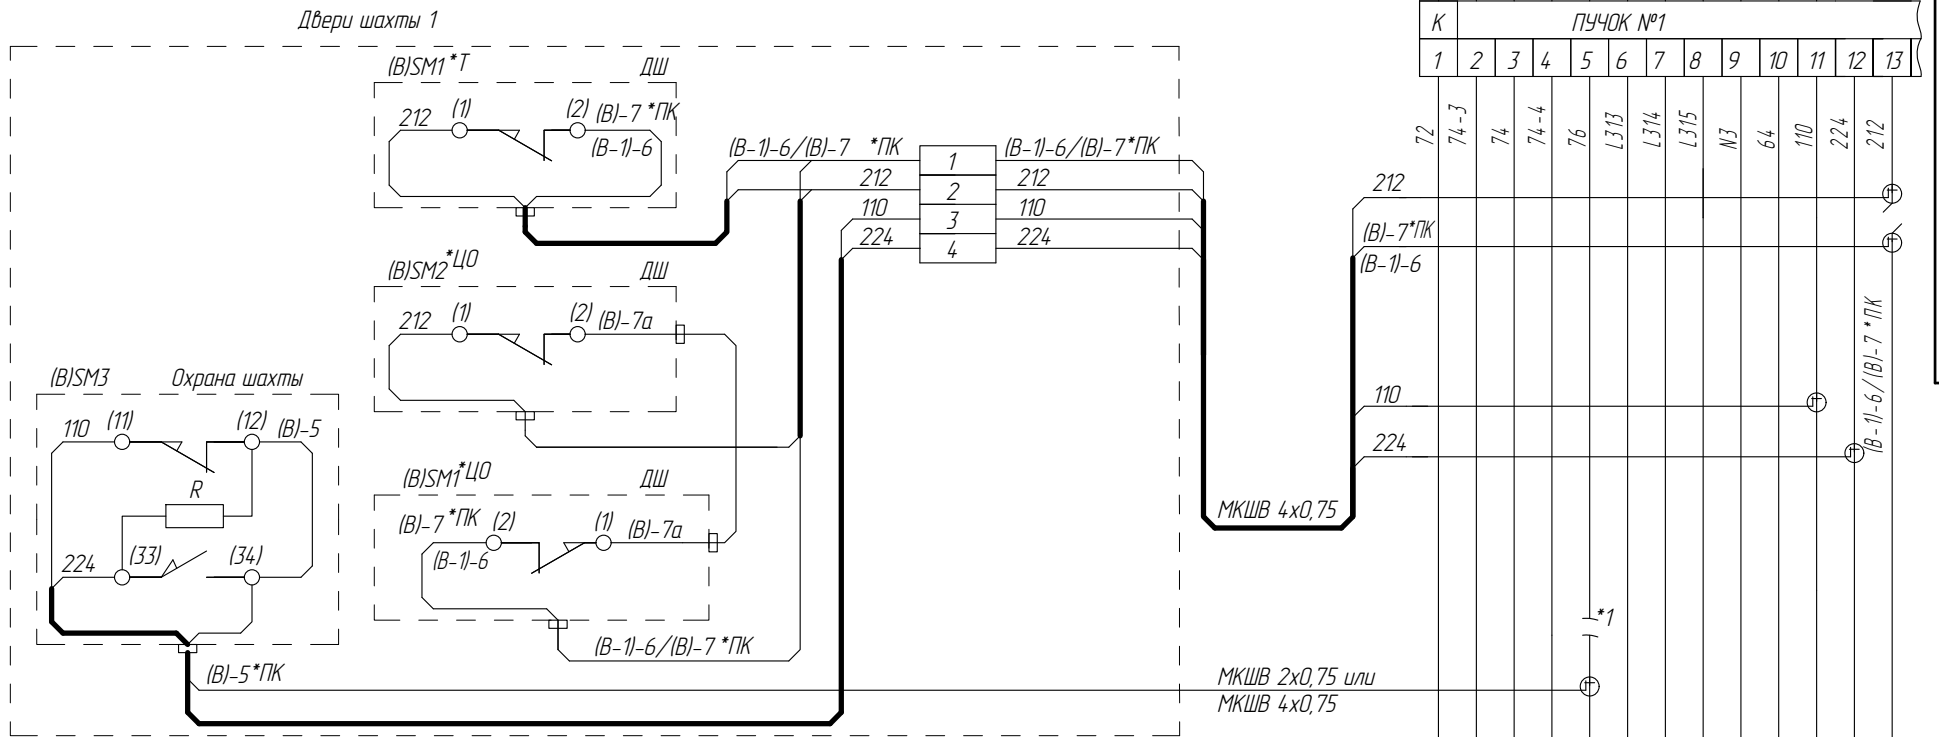 Двери шахты 1
К ПУЧОК №1
1 2 3 4 5 6 7 8 9 10 11 12 13
72 74-3 74 74-4 76 L313 L314 L315 N3 64 110 224 212
(В)SM1*Т ДШ
212 (1) (2) (В)-7 *ПК
(В-1)-6
(В-1)-6/(В)-7 *ПК 1 (В-1)-6/(В)-7*ПК
212 2 212
110 3 110
224 4 224
212
(В)-7*ПК
(В-1)-6
(В)SM2*ЦО ДШ
212 (1) (2) (В)-7а
(В-1)-6/(В)-7 *ПК
(В)SM3 Охрана шахты
110 (11) (12) (В)-5
R
224 (33) (34)
110
224
(В)SM1*ЦО ДШ
(В)-7*ПК (2) (1) (В)-7а
(В-1)-6
МКШВ 4х0,75
(В-1)-6/(В)-7 *ПК
*1
(В)-5*ПК
МКШВ 2х0,75 или
МКШВ 4х0,75